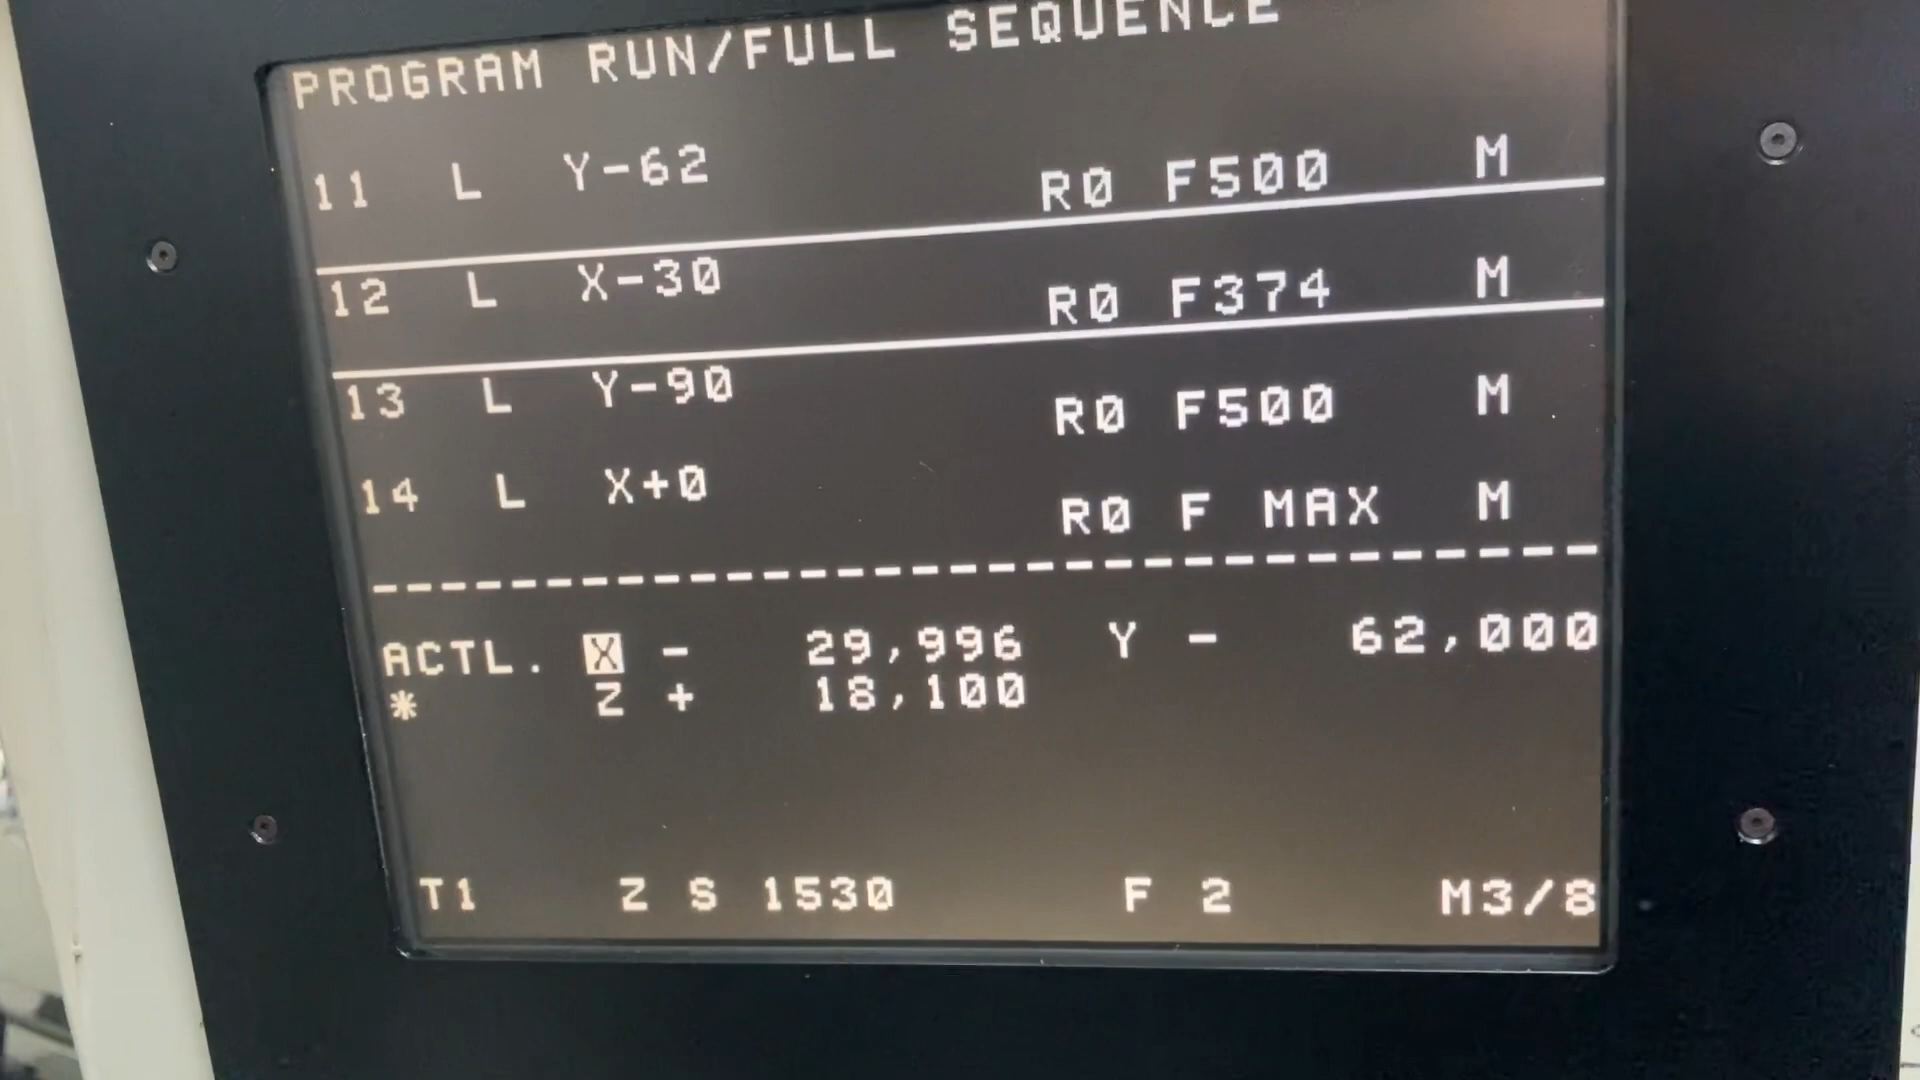 PROGRAM RUN/FULL SEQUENCE
11 L Y-62 R0 F500 M
12 L X-30 R0 F374 M
13 L Y-90 R0 F500 M
14 L X+0 R0 F MAX M
--------------------------------
ACTL. X - 29,996 Y - 62,000
* Z + 18,100
T1 Z S 1530 F 2 M3/8